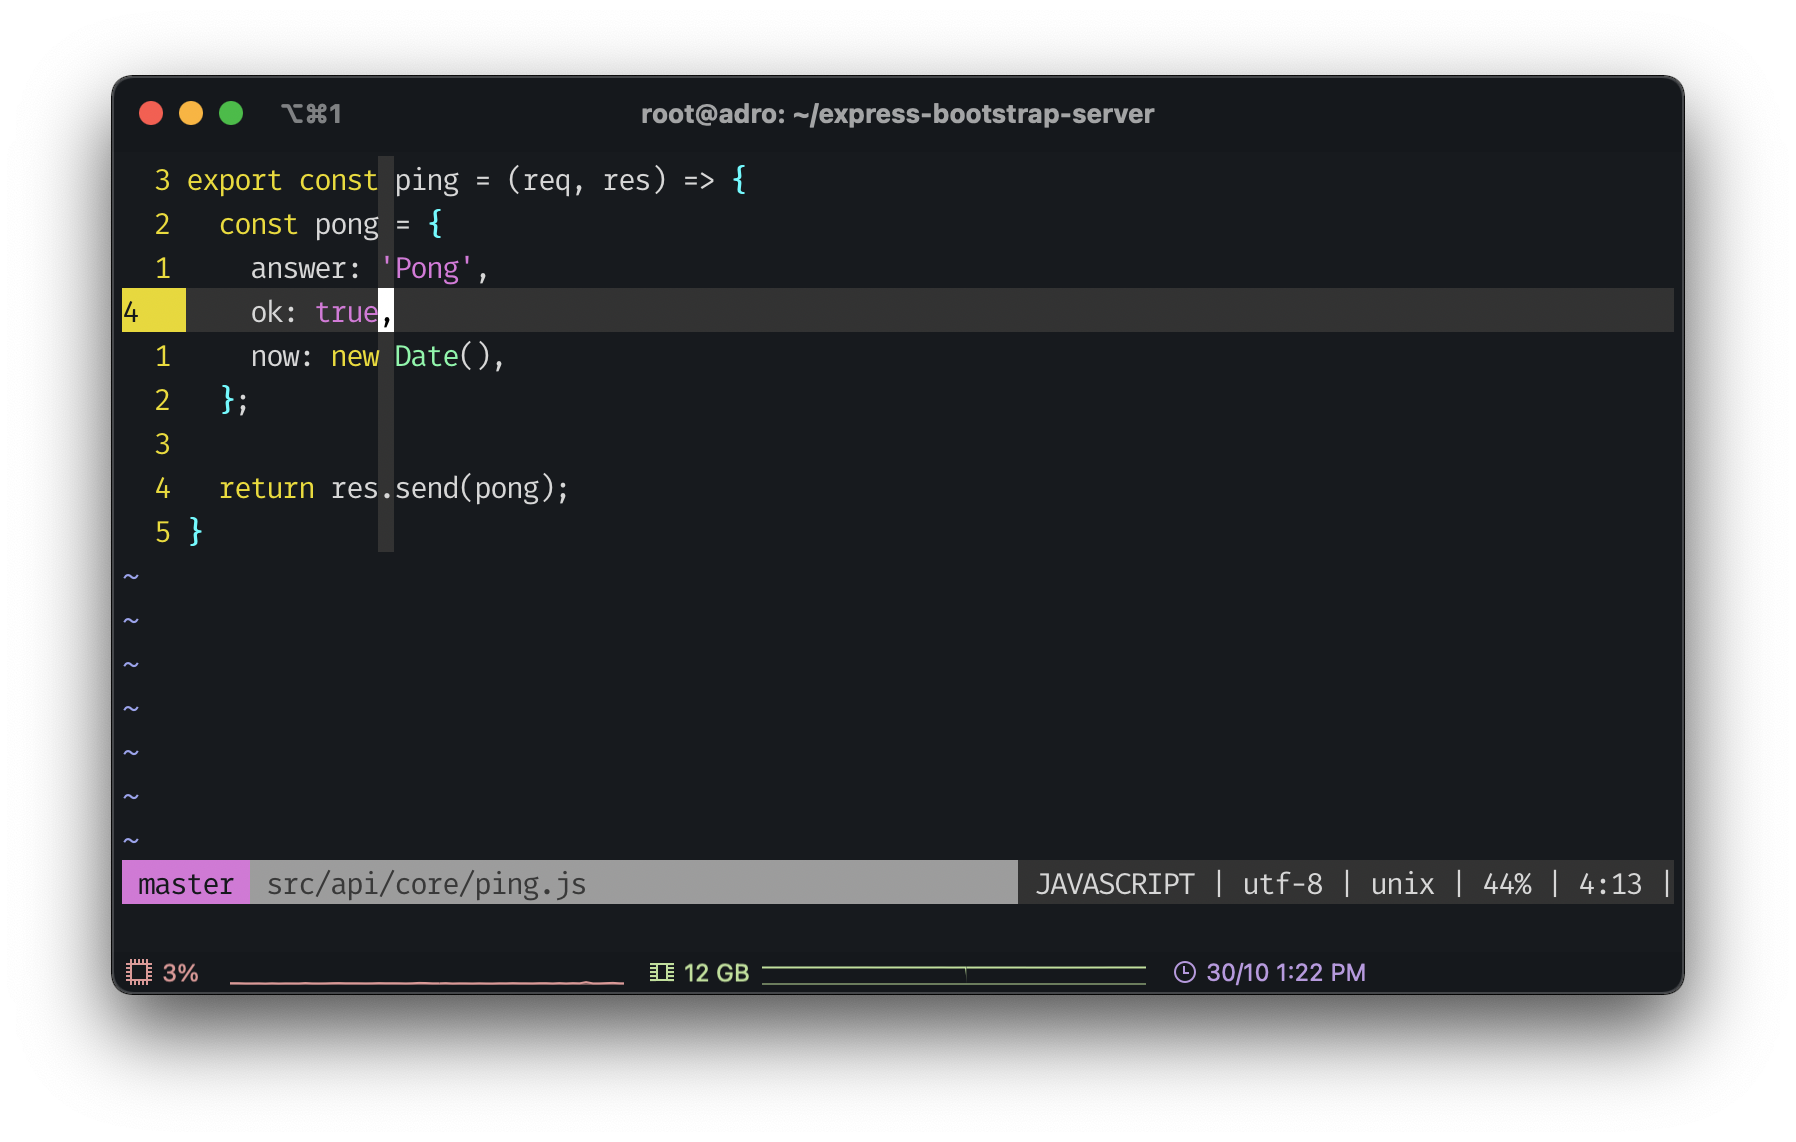 ⌥⌘1 root@adro: ~/express-bootstrap-server
3 export const ping = (req, res) => {
2   const pong = {
1     answer: 'Pong',
4     ok: true,
1     now: new Date(),
2   };
3
4   return res.send(pong);
5 }
~
~
~
~
~
~
~
master src/api/core/ping.js JAVASCRIPT | utf-8 | unix | 44% | 4:13 |
3% 12 GB 30/10 1:22 PM